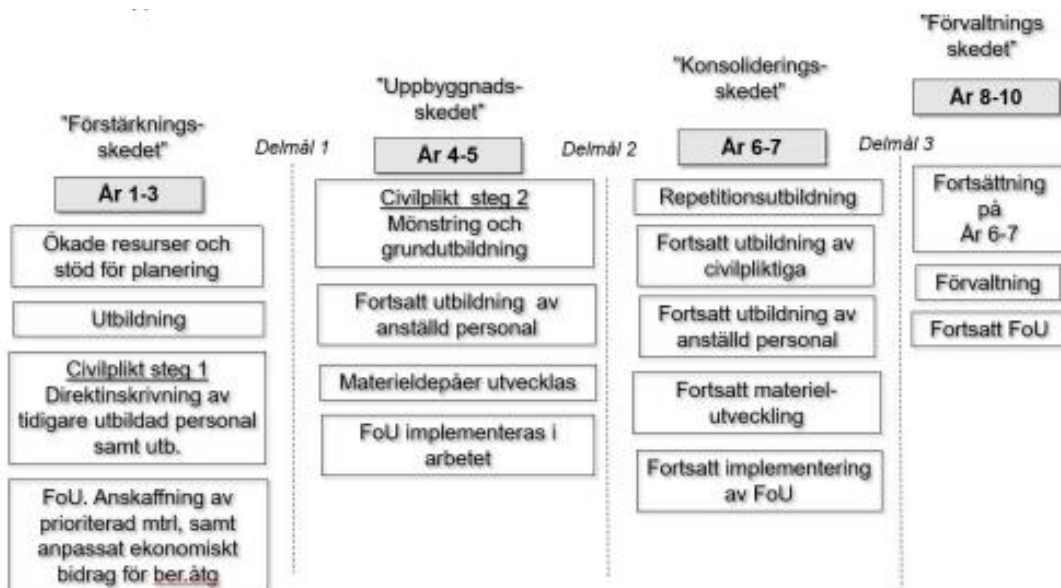 "Förstärknings-
skedet"
År 1-3
Ökade resurser och
stöd för planering
Utbildning
Civilplikt steg 1
Direktinskrivning av
tidigare utbildad personal
samt utb.
FoU. Anskaffning av
prioriterad mtrl, samt
anpassat ekonomiskt
bidrag för ber.åtg
Delmål 1
"Uppbyggnads-
skedet"
År 4-5
Civilplikt steg 2
Mönstring och
grundutbildning
Fortsatt utbildning av
anställd personal
Materieldepåer utvecklas
FoU implementeras i
arbetet
Delmål 2
"Konsoliderings-
skedet"
År 6-7
Repetitionsutbildning
Fortsatt utbildning av
civilpliktiga
Fortsatt utbildning av
anställd personal
Fortsatt materiel-
utveckling
Fortsatt implementering
av FoU
Delmål 3
"Förvaltnings
skedet"
År 8-10
Fortsättning
på
År 6-7
Förvaltning
Fortsatt FoU